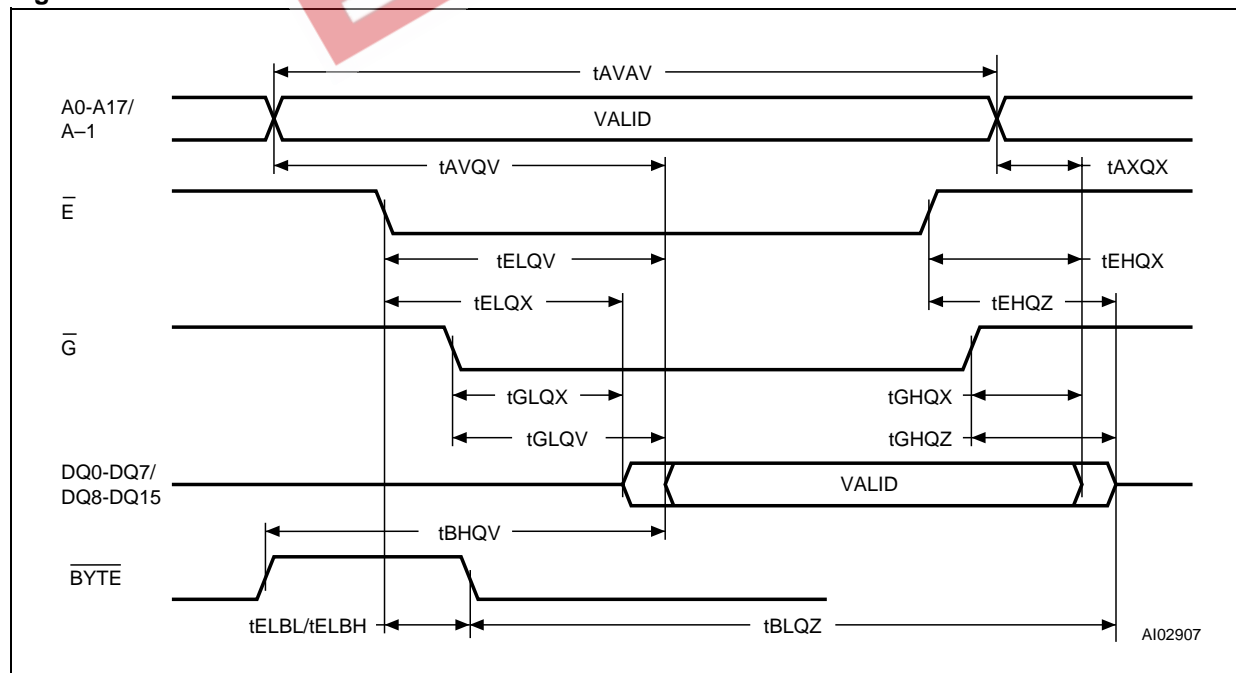 tAVAV
A0-A17/
A–1
VALID
tAVQV
tAXQX
E
tELQV
tEHQX
tELQX
tEHQZ
G
tGLQX
tGHQX
tGLQV
tGHQZ
DQ0-DQ7/
DQ8-DQ15
VALID
tBHQV
BYTE
tELBL/tELBH
tBLQZ
AI02907